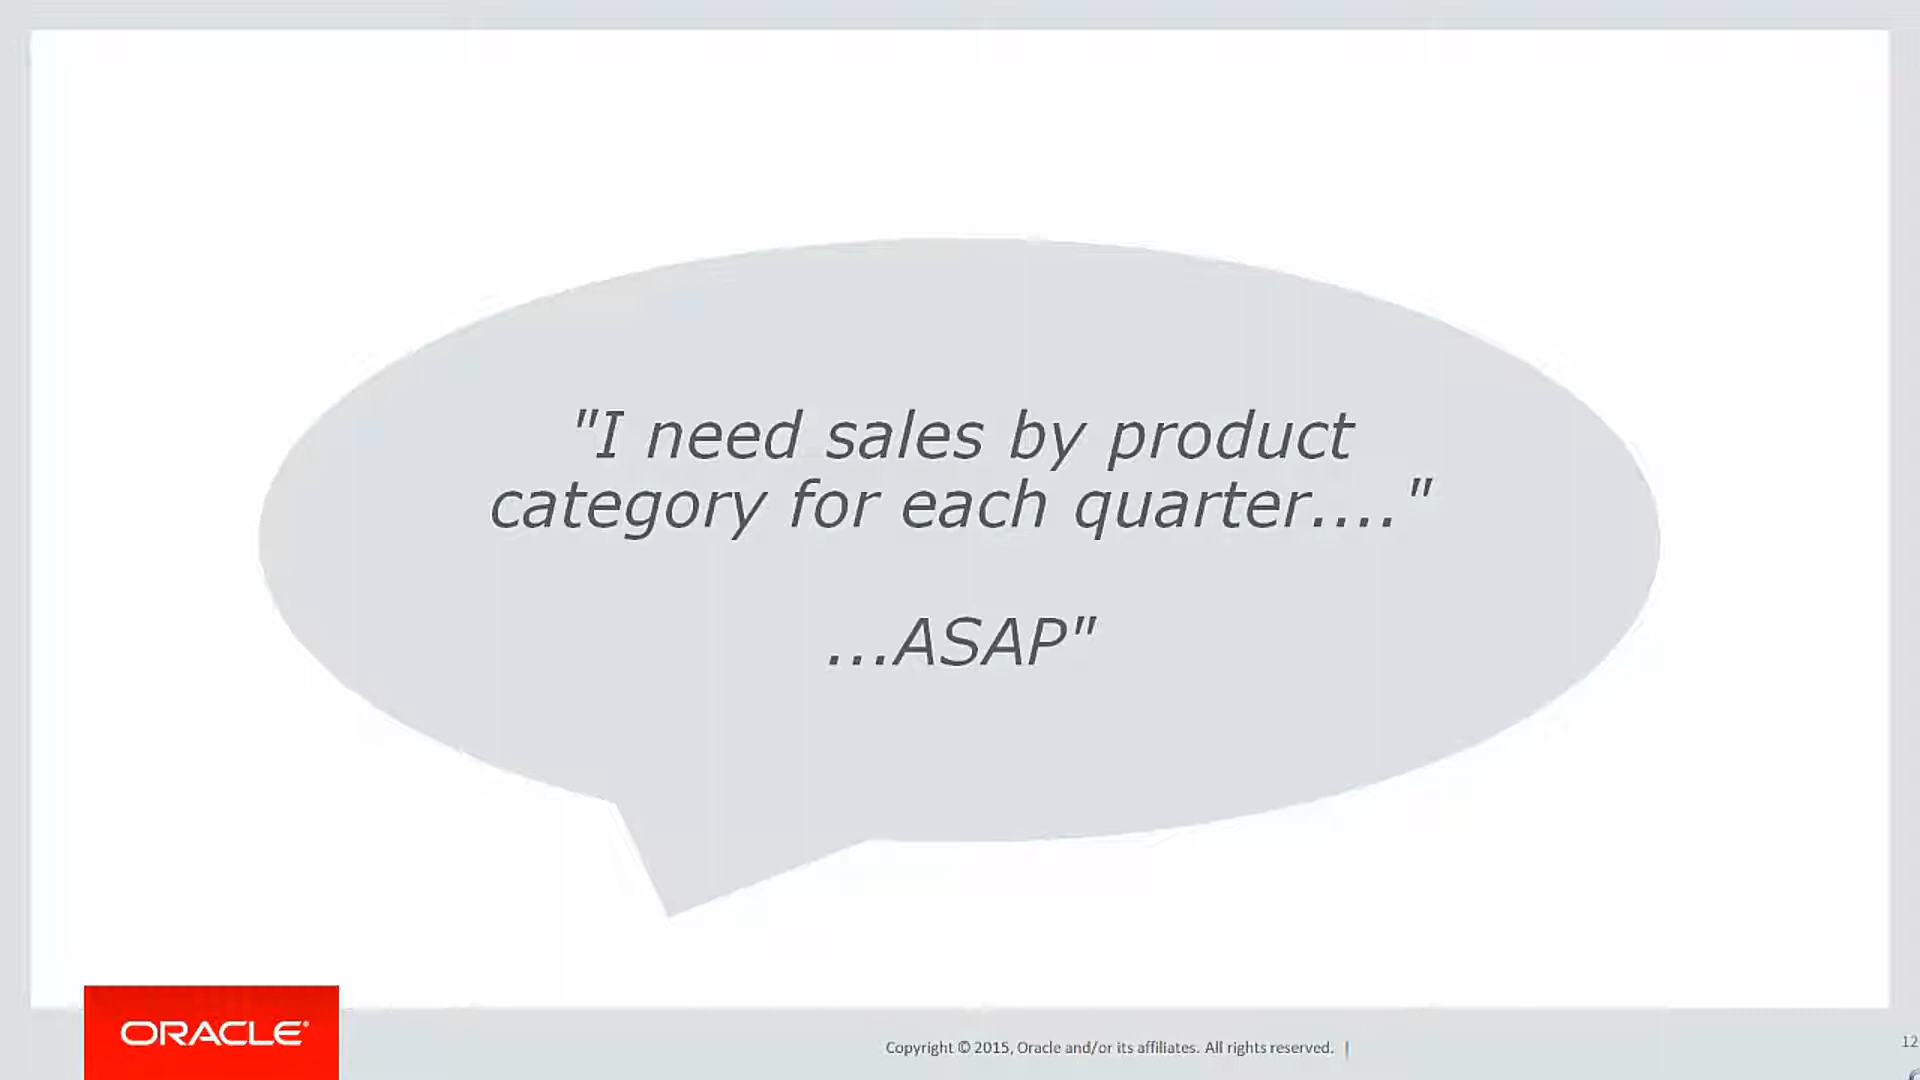 "I need sales by product
category for each quarter...."
...ASAP"
ORACLE
Copyright © 2015, Oracle and/or its affiliates. All rights reserved. |